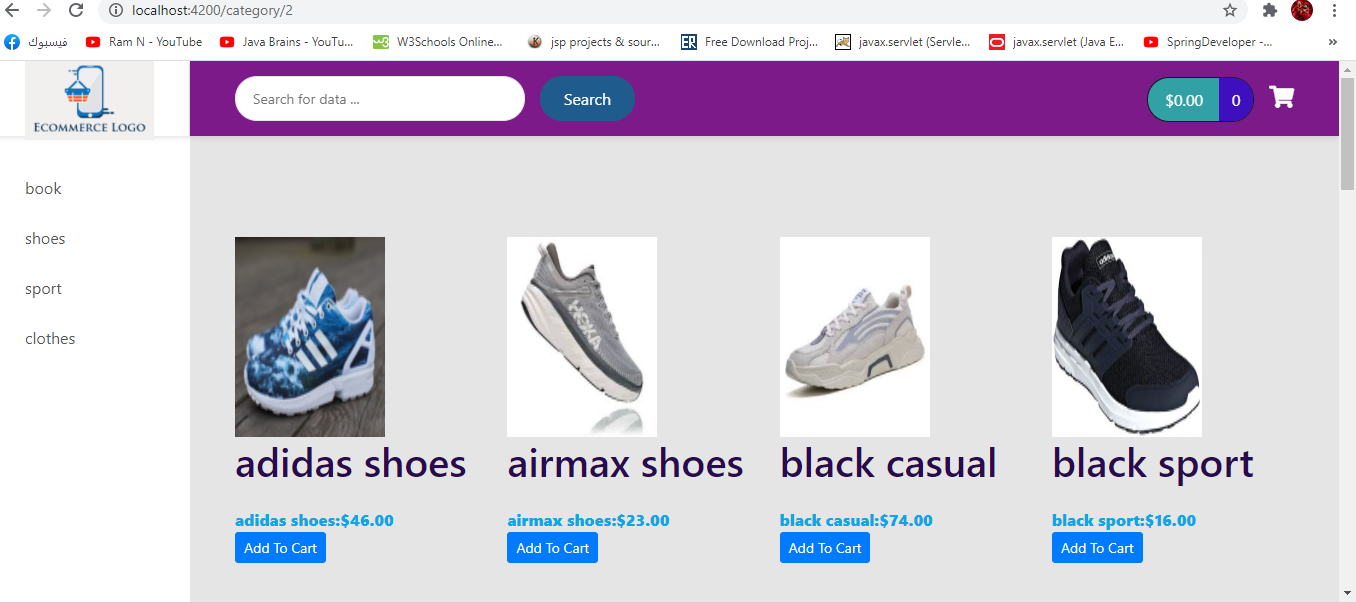 localhost:4200/category/2
فيسبوك
Ram N - YouTube
Java Brains - YouTu...
W3Schools Online...
jsp projects & sour...
Free Download Proj...
javax.servlet (Servle...
javax.servlet (Java E...
SpringDeveloper -...
»
ECOMMERCE LOGO
Search for data ...
Search
$0.00
0
book
shoes
sport
clothes
HOKA
adidas
adidas shoes
airmax shoes
black casual
black sport
adidas shoes:$46.00
airmax shoes:$23.00
black casual:$74.00
black sport:$16.00
Add To Cart
Add To Cart
Add To Cart
Add To Cart